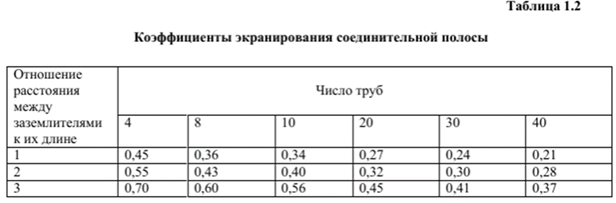 Таблица 1.2
Коэффициенты экранирования соединительной полосы
Отношение
расстояния
между
заземлителями
к их длине
Число труб
4 8 10 20 30 40
1 0,45 0,36 0,34 0,27 0,24 0,21
2 0,55 0,43 0,40 0,32 0,30 0,28
3 0,70 0,60 0,56 0,45 0,41 0,37